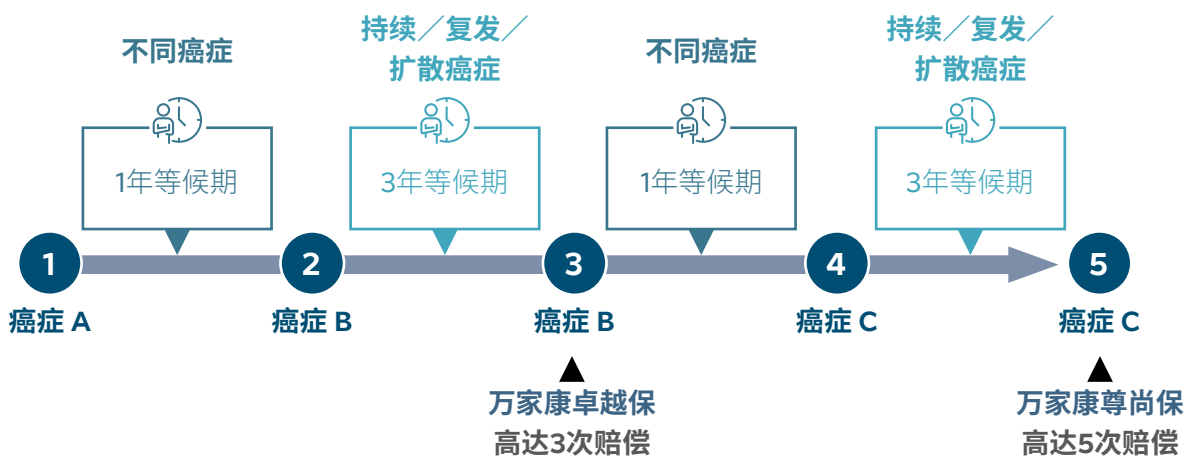 不同癌症
持续／复发／
扩散癌症
不同癌症
持续／复发／
扩散癌症
1年等候期
3年等候期
1年等候期
3年等候期
1
2
3
4
5
癌症 A
癌症 B
癌症 B
癌症 C
癌症 C
万家康卓越保
高达3次赔偿
万家康尊尚保
高达5次赔偿